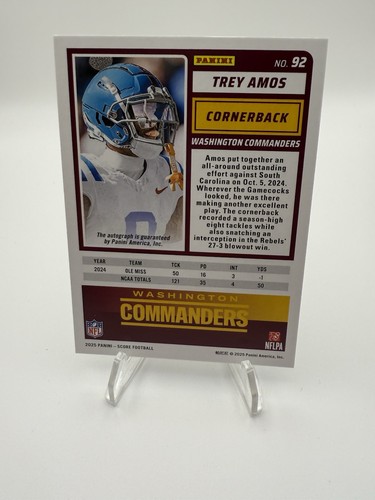 PANINI
NO. 92
TREY AMOS
CORNERBACK
WASHINGTON COMMANDERS
Amos put together an
all-around outstanding
effort against South
Carolina on Oct. 5, 2024.
Wherever the Gamecocks
looked, he was there
making another excellent
play. The cornerback
recorded a season-high
eight tackles while
also snatching an
interception in the Rebels'
27-3 blowout win.
The autograph is guaranteed
by Panini America, Inc.
YEAR TEAM TCK PD INT YDS
2024 OLE MISS 50 16 3 -1
NCAA TOTALS 121 35 4 50
WASHINGTON
COMMANDERS
NFL
NFLPA
2025 PANINI – SCORE FOOTBALL
© 2025 Panini America, Inc.